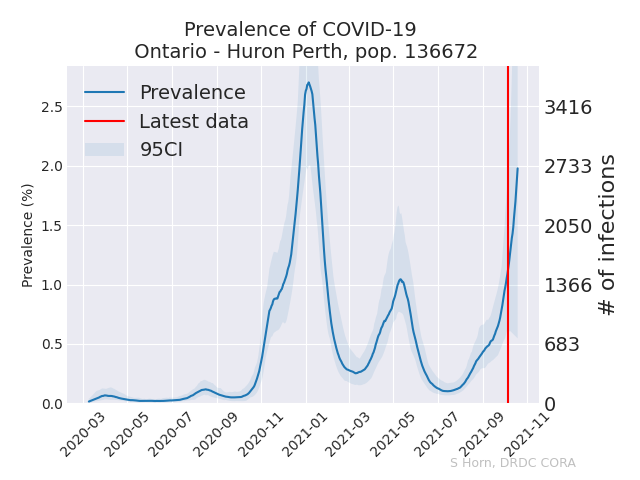 Prevalence of COVID-19
Ontario - Huron Perth, pop. 136672
Prevalence
Latest data
95CI
Prevalence (%)
2.5
2.0
1.5
1.0
0.5
0.0
# of infections
3416
2733
2050
1366
683
0
2020-03
2020-05
2020-07
2020-09
2020-11
2021-01
2021-03
2021-05
2021-07
2021-09
2021-11
S Horn, DRDC CORA